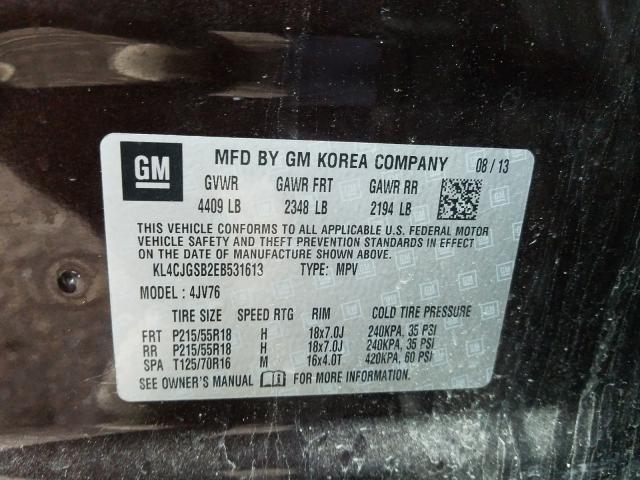 GM MFD BY GM KOREA COMPANY 08/13
GVWR GAWR FRT GAWR RR
4409 LB 2348 LB 2194 LB
THIS VEHICLE CONFORMS TO ALL APPLICABLE U.S. FEDERAL MOTOR
VEHICLE SAFETY AND THEFT PREVENTION STANDARDS IN EFFECT
ON THE DATE OF MANUFACTURE SHOWN ABOVE.
KL4CJGSB2EB531613 TYPE: MPV
MODEL: 4JV76
TIRE SIZE SPEED RTG RIM COLD TIRE PRESSURE
FRT P215/55R18 H 18x7.0J 240KPA, 35 PSI
RR P215/55R18 H 18x7.0J 240KPA, 35 PSI
SPA T125/70R16 M 16x4.0T 420KPA, 60 PSI
SEE OWNER'S MANUAL FOR MORE INFORMATION.